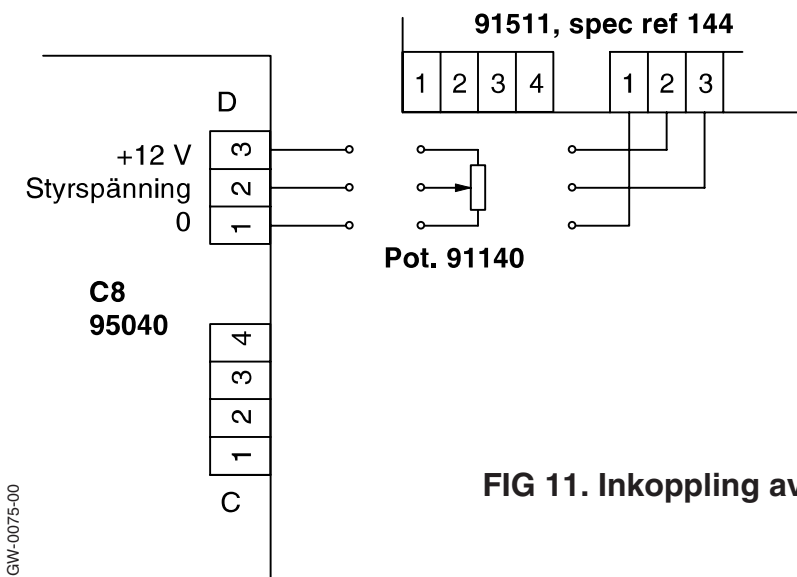 91511, spec ref 144
1 2 3 4 1 2 3
D
+12 V 3
Styrspänning 2
0 1
Pot. 91140
C8
95040
4
3
2
1
C
FIG 11. Inkoppling av
GW-0075-00